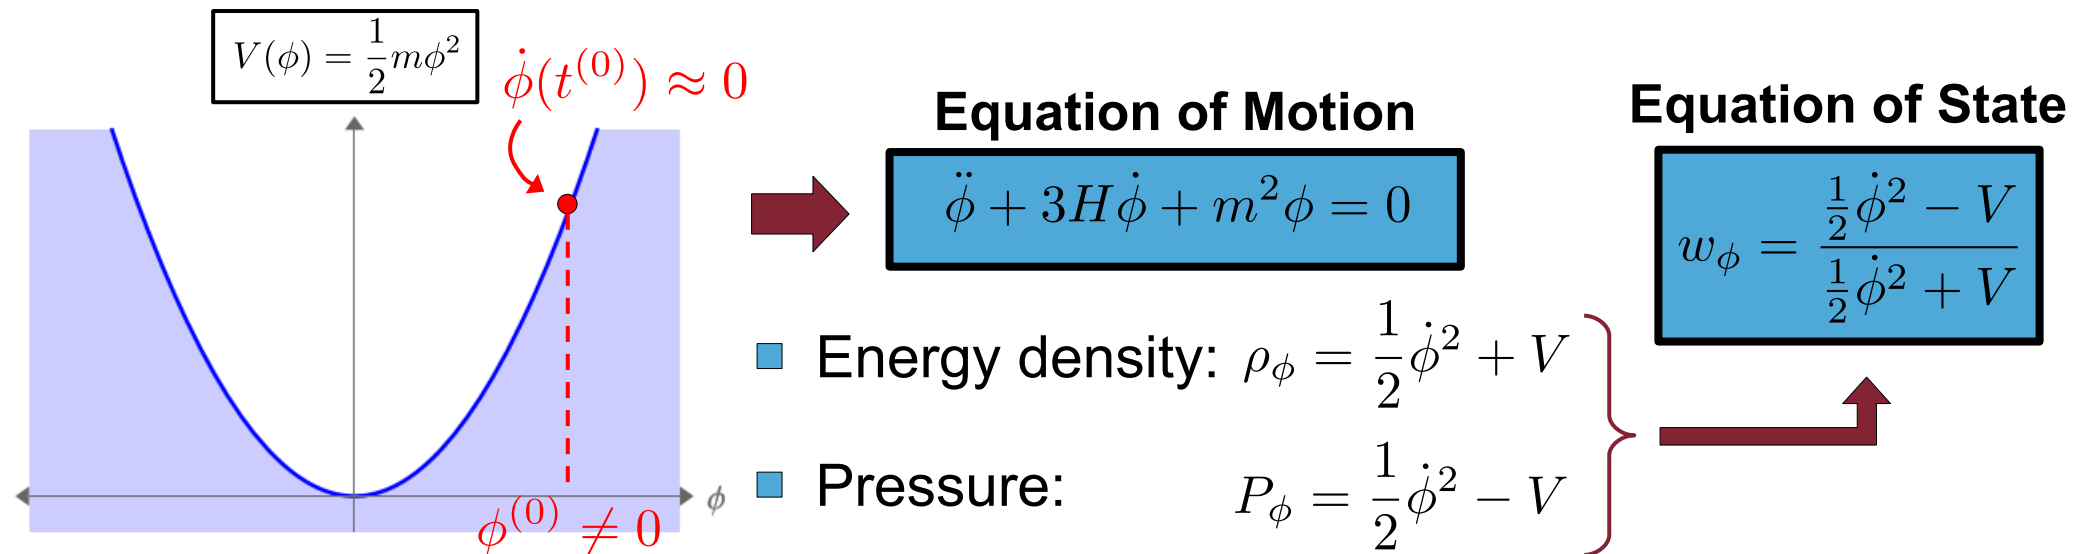 V(φ) = 1/2 mφ²
φ̇(t⁽⁰⁾) ≈ 0
φ
φ⁽⁰⁾ ≠ 0
Equation of Motion
φ̈ + 3Hφ̇ + m²φ = 0
Equation of State
w_φ = (1/2 φ̇² − V)/(1/2 φ̇² + V)
Energy density: ρ_φ = 1/2 φ̇² + V
Pressure: P_φ = 1/2 φ̇² − V